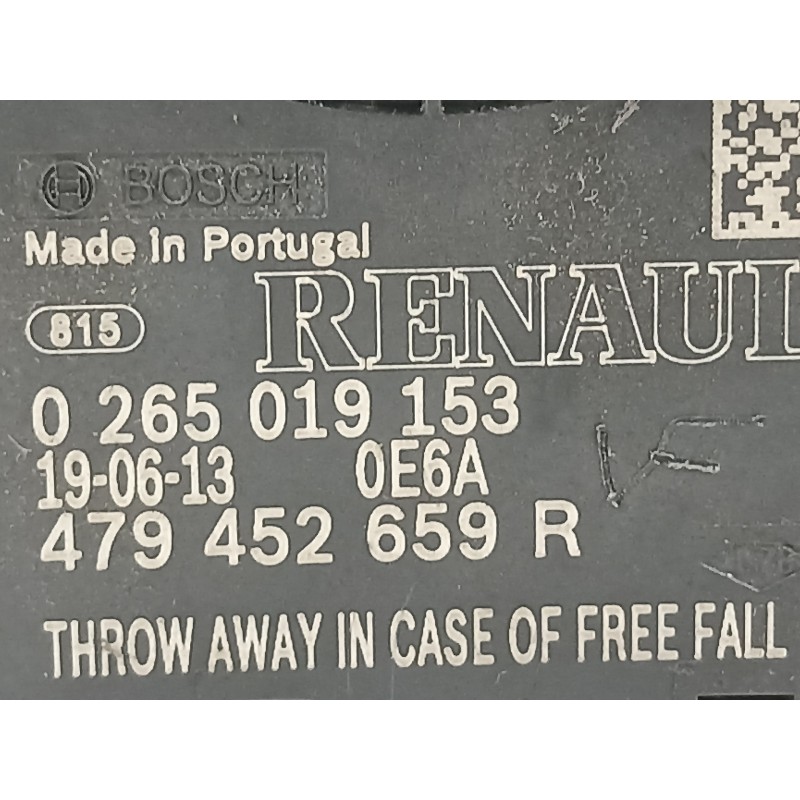 BOSCH
Made in Portugal
815
RENAUL
0 265 019 153
19-06-13 0E6A
479 452 659 R
THROW AWAY IN CASE OF FREE FALL